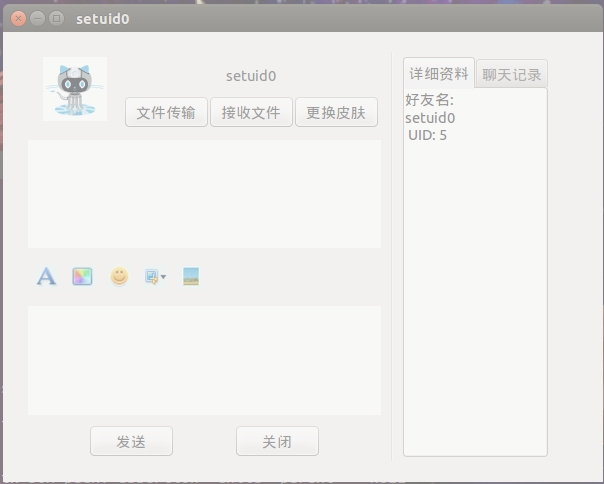 setuid0
setuid0
文件传输 接收文件 更换皮肤
详细资料 聊天记录
好友名:
setuid0
UID: 5
发送 关闭